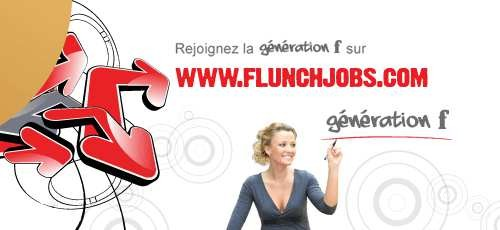 Rejoignez la génération f sur
WWW.FLUNCHJOBS.COM
génération f